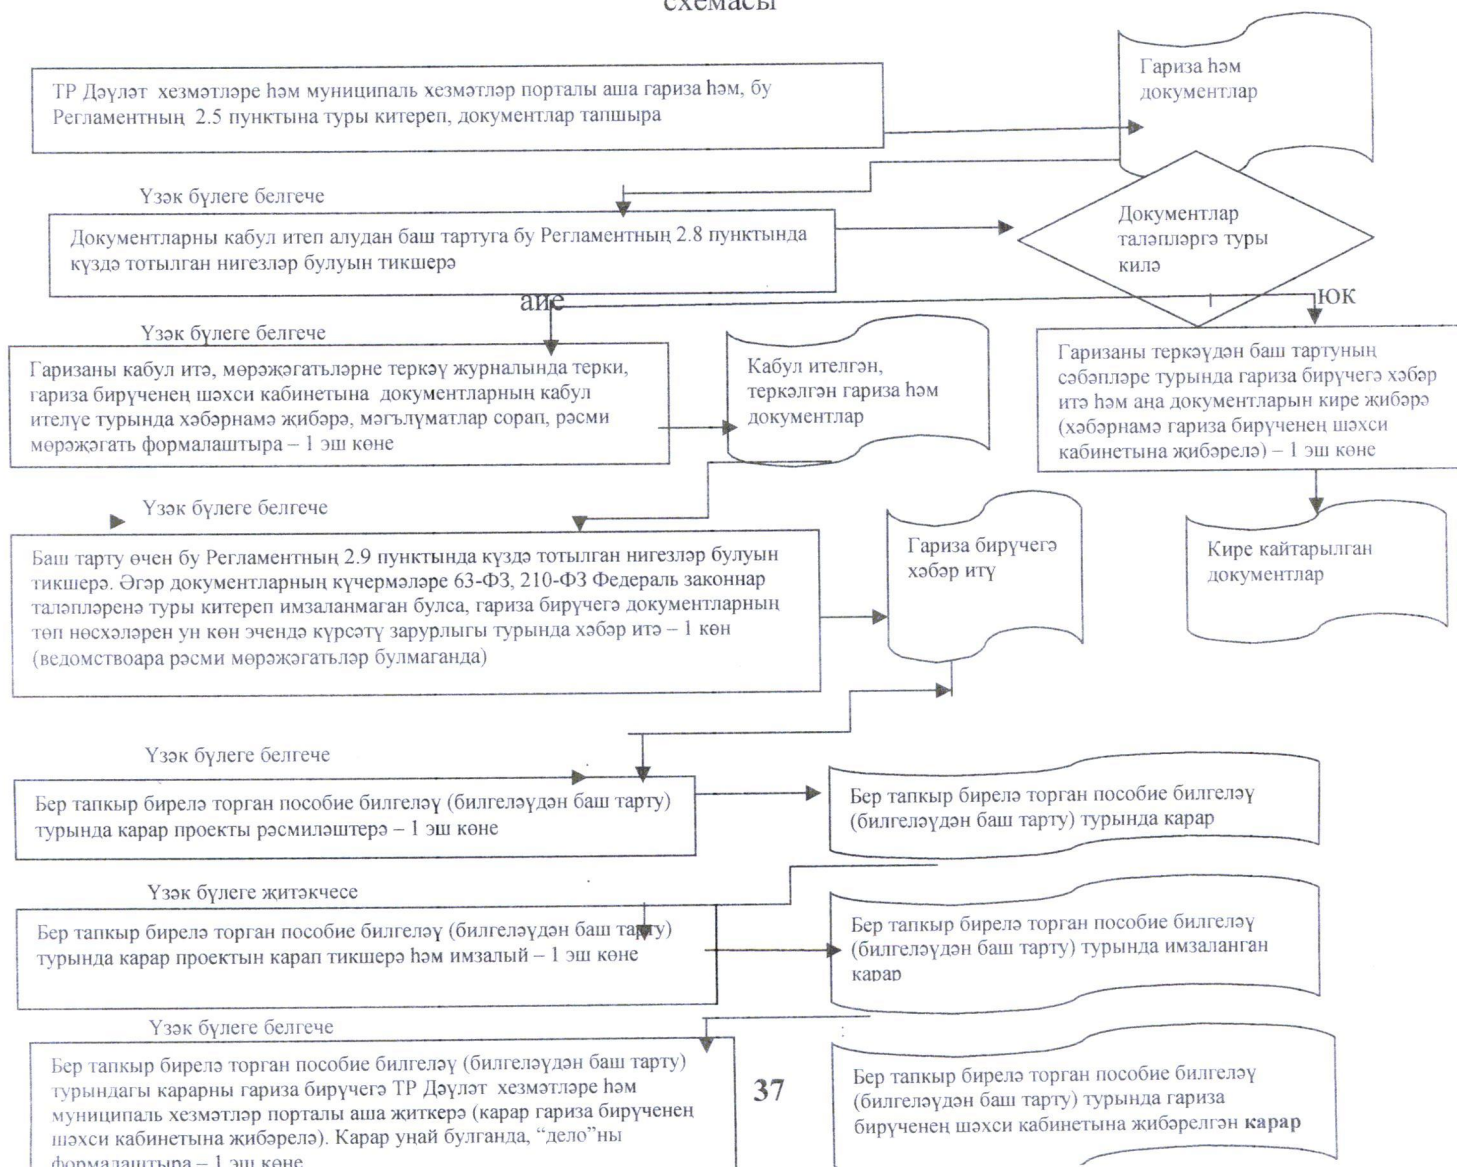 схемасы
ТР Дәүләт хезмәтләре һәм муниципаль хезмәтләр порталы аша гариза һәм, бу
Регламентның 2.5 пунктына туры китереп, документлар тапшыра
Гариза һәм
документлар
Үзәк бүлеге белгече
Документларны кабул итеп алудан баш тартуга бу Регламентның 2.8 пунктында
күздә тотылган нигезләр булуын тикшерә
Документлар
таләпләргә туры
килә
әйе
юк
Үзәк бүлеге белгече
Гаризаны кабул итә, мөрәҗәгатьләрне теркәү журналында терки,
гариза бирүченең шәхси кабинетына документларның кабул
ителүе турында хәбәрнамә җибәрә, мәгълүматлар сорап, рәсми
мөрәҗәгать формалаштыра – 1 эш көне
Кабул ителгән,
теркәлгән гариза һәм
документлар
Гаризаны теркәүдән баш тартуның
сәбәпләре турында гариза бирүчегә хәбәр
итә һәм аңа документларын кире җибәрә
(хәбәрнамә гариза бирүченең шәхси
кабинетына җибәрелә) – 1 эш көне
Үзәк бүлеге белгече
Баш тарту өчен бу Регламентның 2.9 пунктында күздә тотылган нигезләр булуын
тикшерә. Әгәр документларның күчермәләре 63-ФЗ, 210-ФЗ Федераль законнар
таләпләренә туры китереп имзаланмаган булса, гариза бирүчегә документларның
төп нөсхәләрен ун көн эчендә күрсәтү зарурлыгы турында хәбәр итә – 1 көн
(ведомствоара рәсми мөрәҗәгатьләр булмаганда)
Гариза бирүчегә
хәбәр итү
Кире кайтарылган
документлар
Үзәк бүлеге белгече
Бер тапкыр бирелә торган пособие билгеләү (билгеләүдән баш тарту)
турында карар проекты рәсмиләштерә – 1 эш көне
Бер тапкыр бирелә торган пособие билгеләү
(билгеләүдән баш тарту) турында карар
Үзәк бүлеге җитәкчесе
Бер тапкыр бирелә торган пособие билгеләү (билгеләүдән баш тарту)
турында карар проектын карап тикшерә һәм имзалый – 1 эш көне
Бер тапкыр бирелә торган пособие билгеләү
(билгеләүдән баш тарту) турында имзаланган
карар
Үзәк бүлеге белгече
Бер тапкыр бирелә торган пособие билгеләү (билгеләүдән баш тарту)
турындагы карарны гариза бирүчегә ТР Дәүләт хезмәтләре һәм
муниципаль хезмәтләр порталы аша җиткерә (карар гариза бирүченең
шәхси кабинетына җибәрелә). Карар уңай булганда, “дело”ны
формалаштыра – 1 эш көне
37
Бер тапкыр бирелә торган пособие билгеләү
(билгеләүдән баш тарту) турында гариза
бирүченең шәхси кабинетына җибәрелгән карар